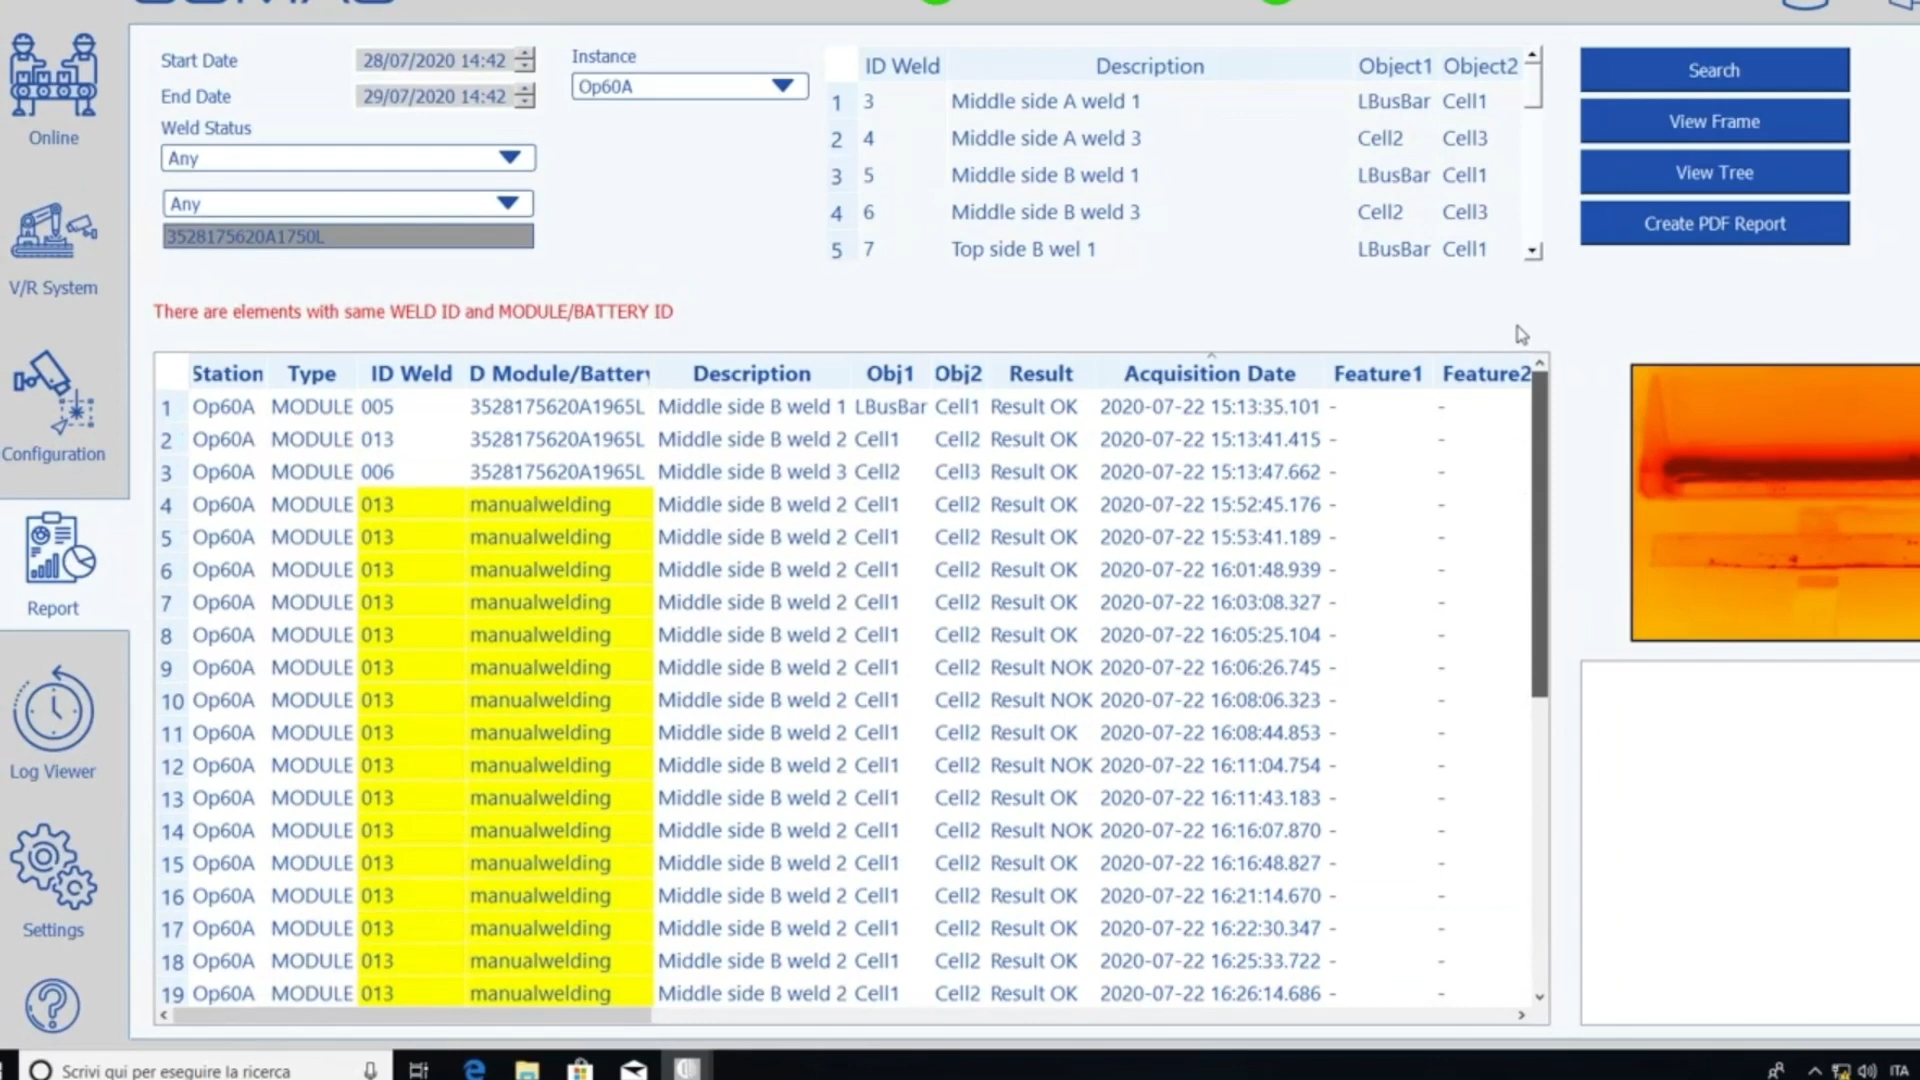 Start Date 28/07/2020 14:42
End Date 29/07/2020 14:42
Weld Status
Any
Any
3528175620A1750L
Instance
Op60A
ID Weld Description Object1 Object2
1 3 Middle side A weld 1 LBusBar Cell1
2 4 Middle side A weld 3 Cell2 Cell3
3 5 Middle side B weld 1 LBusBar Cell1
4 6 Middle side B weld 3 Cell2 Cell3
5 7 Top side B wel 1 LBusBar Cell1
Search
View Frame
View Tree
Create PDF Report
Online
V/R System
Configuration
Report
Log Viewer
Settings
There are elements with same WELD ID and MODULE/BATTERY ID
Station Type ID Weld D Module/Battery Description Obj1 Obj2 Result Acquisition Date Feature1 Feature2
1 Op60A MODULE 005 3528175620A1965L Middle side B weld 1 LBusBar Cell1 Result OK 2020-07-22 15:13:35.101 - -
2 Op60A MODULE 013 3528175620A1965L Middle side B weld 2 Cell1 Cell2 Result OK 2020-07-22 15:13:41.415 - -
3 Op60A MODULE 006 3528175620A1965L Middle side B weld 3 Cell2 Cell3 Result OK 2020-07-22 15:13:47.662 - -
4 Op60A MODULE 013 manualwelding Middle side B weld 2 Cell1 Cell2 Result OK 2020-07-22 15:52:45.176 - -
5 Op60A MODULE 013 manualwelding Middle side B weld 2 Cell1 Cell2 Result OK 2020-07-22 15:53:41.189 - -
6 Op60A MODULE 013 manualwelding Middle side B weld 2 Cell1 Cell2 Result OK 2020-07-22 16:01:48.939 - -
7 Op60A MODULE 013 manualwelding Middle side B weld 2 Cell1 Cell2 Result OK 2020-07-22 16:03:08.327 - -
8 Op60A MODULE 013 manualwelding Middle side B weld 2 Cell1 Cell2 Result OK 2020-07-22 16:05:25.104 - -
9 Op60A MODULE 013 manualwelding Middle side B weld 2 Cell1 Cell2 Result NOK 2020-07-22 16:06:26.745 - -
10 Op60A MODULE 013 manualwelding Middle side B weld 2 Cell1 Cell2 Result NOK 2020-07-22 16:08:06.323 - -
11 Op60A MODULE 013 manualwelding Middle side B weld 2 Cell1 Cell2 Result OK 2020-07-22 16:08:44.853 - -
12 Op60A MODULE 013 manualwelding Middle side B weld 2 Cell1 Cell2 Result NOK 2020-07-22 16:11:04.754 - -
13 Op60A MODULE 013 manualwelding Middle side B weld 2 Cell1 Cell2 Result OK 2020-07-22 16:11:43.183 - -
14 Op60A MODULE 013 manualwelding Middle side B weld 2 Cell1 Cell2 Result NOK 2020-07-22 16:16:07.870 - -
15 Op60A MODULE 013 manualwelding Middle side B weld 2 Cell1 Cell2 Result OK 2020-07-22 16:16:48.827 - -
16 Op60A MODULE 013 manualwelding Middle side B weld 2 Cell1 Cell2 Result OK 2020-07-22 16:21:14.670 - -
17 Op60A MODULE 013 manualwelding Middle side B weld 2 Cell1 Cell2 Result OK 2020-07-22 16:22:30.347 - -
18 Op60A MODULE 013 manualwelding Middle side B weld 2 Cell1 Cell2 Result OK 2020-07-22 16:25:33.722 - -
19 Op60A MODULE 013 manualwelding Middle side B weld 2 Cell1 Cell2 Result OK 2020-07-22 16:26:14.686 - -
Scrivi qui per eseguire la ricerca
ITA